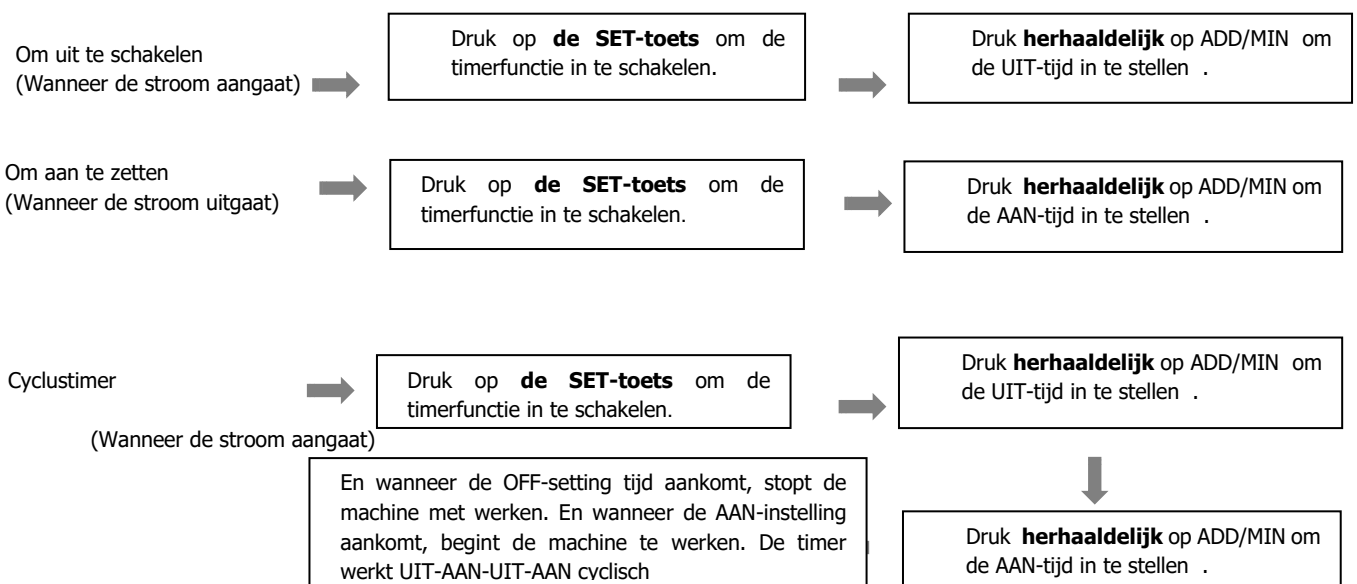 Om uit te schakelen
(Wanneer de stroom aangaat)
Druk op de SET-toets om de
timerfunctie in te schakelen.
Druk herhaaldelijk op ADD/MIN om
de UIT-tijd in te stellen .
Om aan te zetten
(Wanneer de stroom uitgaat)
Druk op de SET-toets om de
timerfunctie in te schakelen.
Druk herhaaldelijk op ADD/MIN om
de AAN-tijd in te stellen .
Cyclustimer
(Wanneer de stroom aangaat)
Druk op de SET-toets om de
timerfunctie in te schakelen.
Druk herhaaldelijk op ADD/MIN om
de UIT-tijd in te stellen .
Druk herhaaldelijk op ADD/MIN om
de AAN-tijd in te stellen .
En wanneer de OFF-setting tijd aankomt, stopt de
machine met werken. En wanneer de AAN-instelling
aankomt, begint de machine te werken. De timer
werkt UIT-AAN-UIT-AAN cyclisch